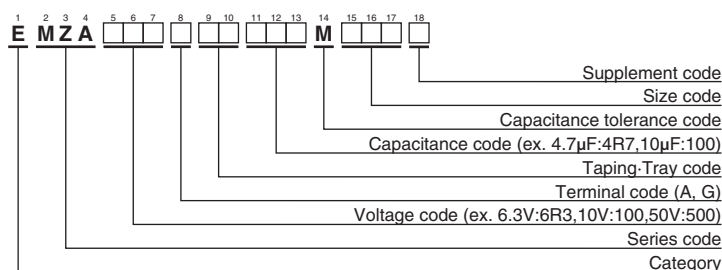 1 2 3 4 5 6 7 8 9 10 11 12 13 14 15 16 17 18
E M Z A □□□ □ □□ □□□ M □□□ □
Supplement code
Size code
Capacitance tolerance code
Capacitance code (ex. 4.7μF:4R7,10μF:100)
Taping·Tray code
Terminal code (A, G)
Voltage code (ex. 6.3V:6R3,10V:100,50V:500)
Series code
Category